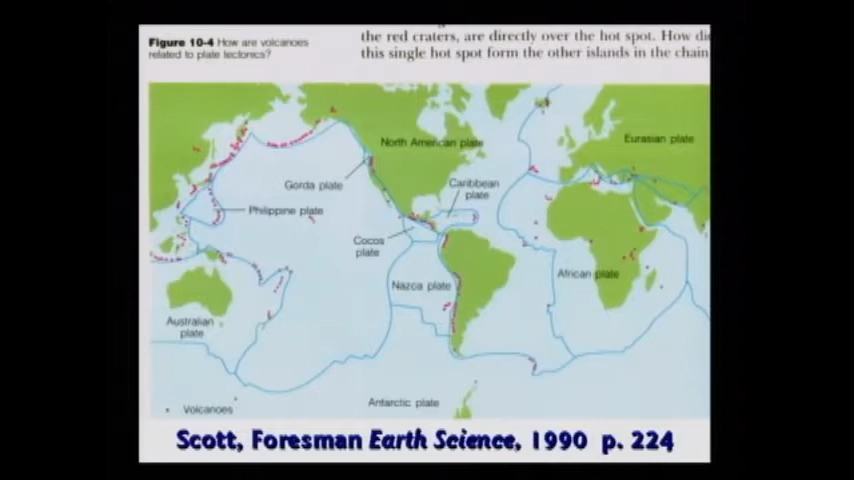 the red craters, are directly over the hot spot. How di
Figure 10-4 How are volcanoes
this single hot spot form the other islands in the chain
related to plate tectonics?
North American plate
Eurasian plate
Gorda plate
Caribbean
plate
Philippine plate
Cocos
plate
Nazca plate
African plate
Australian
plate
Volcanoes
Antarctic plate
Scott, Foresman Earth Science, 1990 p. 224